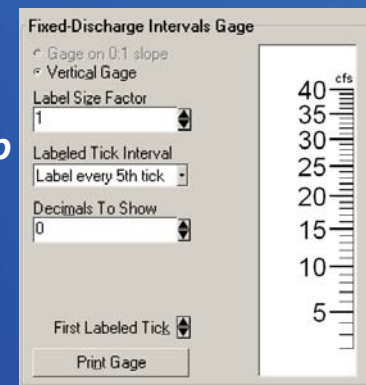 Fixed-Discharge Intervals Gage
Gage on 0:1 slope
Vertical Gage
Label Size Factor
1
Labeled Tick Interval
Label every 5th tick
Decimals To Show
0
First Labeled Tick
Print Gage
cfs
40
35
30
25
20
15
10
5